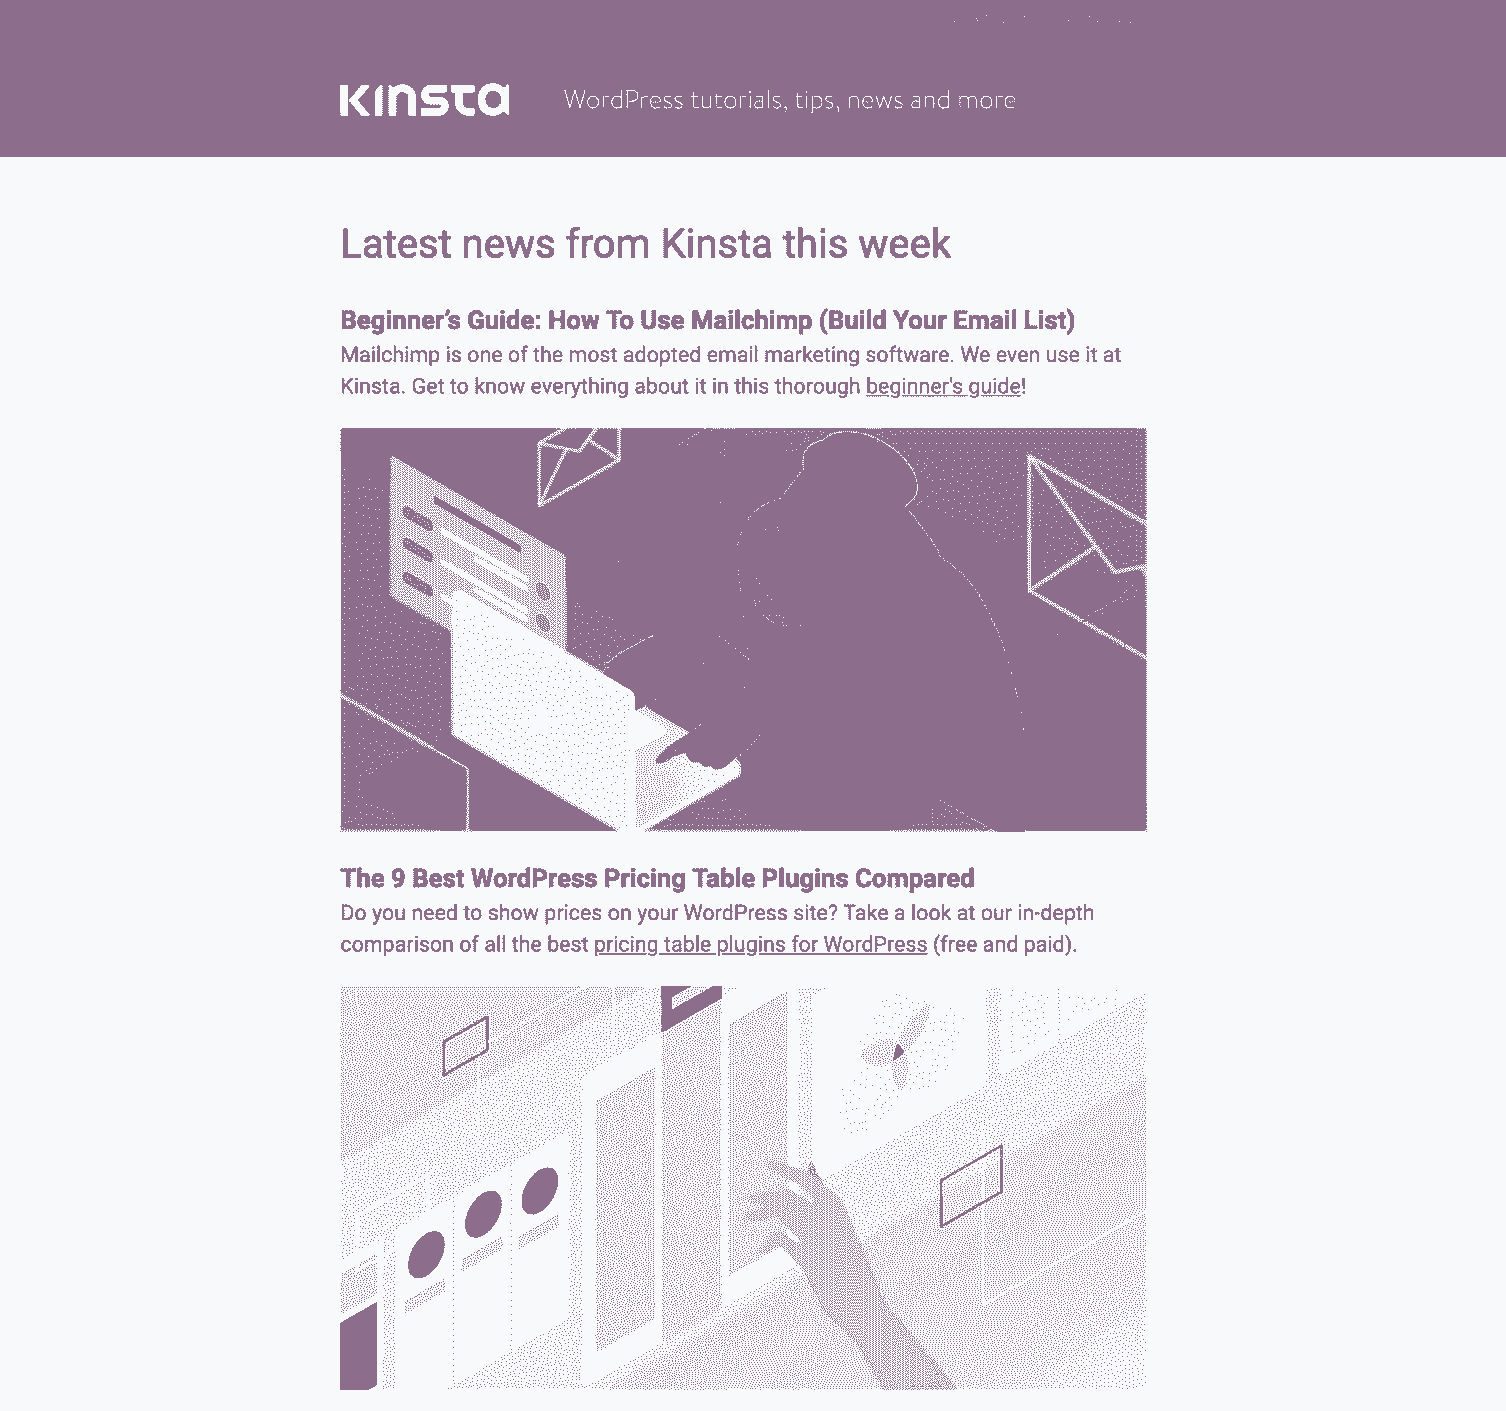 KINSTA
WordPress tutorials, tips, news and more
Latest news from Kinsta this week
Beginner's Guide: How To Use Mailchimp (Build Your Email List)
Mailchimp is one of the most adopted email marketing software. We even use it at
Kinsta. Get to know everything about it in this thorough beginner's guide!
The 9 Best WordPress Pricing Table Plugins Compared
Do you need to show prices on your WordPress site? Take a look at our in-depth
comparison of all the best pricing table plugins for WordPress (free and paid).